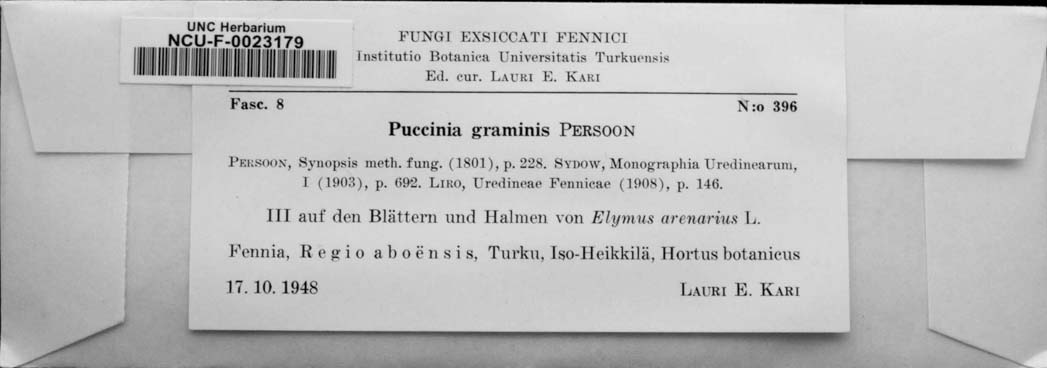 UNC Herbarium
NCU-F-0023179
FUNGI EXSICCATI FENNICI
Institutio Botanica Universitatis Turkuensis
Ed. cur. LAURI E. KARI
Fasc. 8 N:o 396
Puccinia graminis PERSOON
PERSOON, Synopsis meth. fung. (1801), p. 228. SYDOW, Monographia Uredinearum,
I (1903), p. 692. LIRO, Uredineae Fennicae (1908), p. 146.
III auf den Blättern und Halmen von Elymus arenarius L.
Fennia, Regio aboënsis, Turku, Iso-Heikkilä, Hortus botanicus
17. 10. 1948 LAURI E. KARI